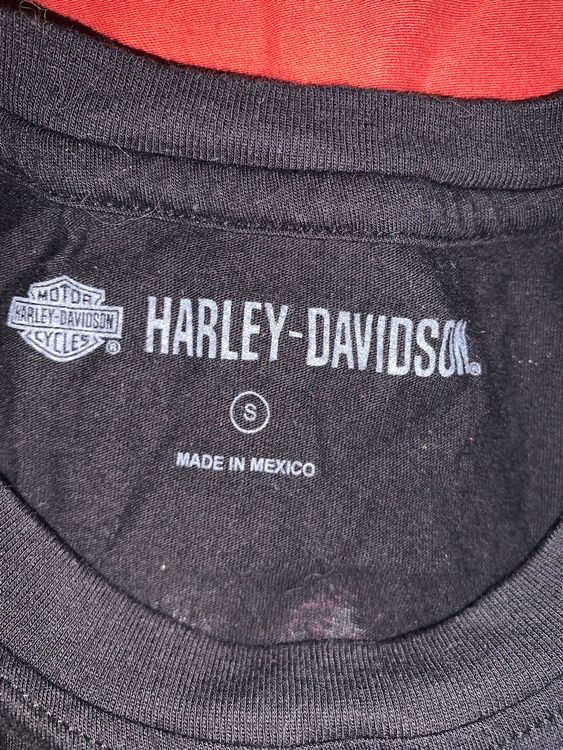 MOTOR
HARLEY-DAVIDSON
CYCLES®
HARLEY-DAVIDSON®
S
MADE IN MEXICO